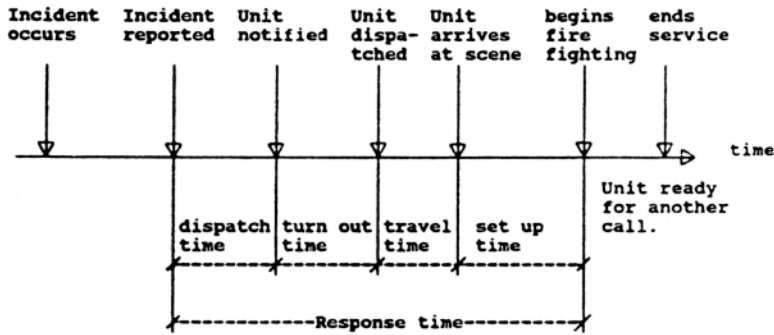 Incident occurs
Incident reported
Unit notified
Unit dispa-tched
Unit arrives at scene
begins fire fighting
ends service
time
Unit ready for another call.
dispatch time
turn out time
travel time
set up time
Response time